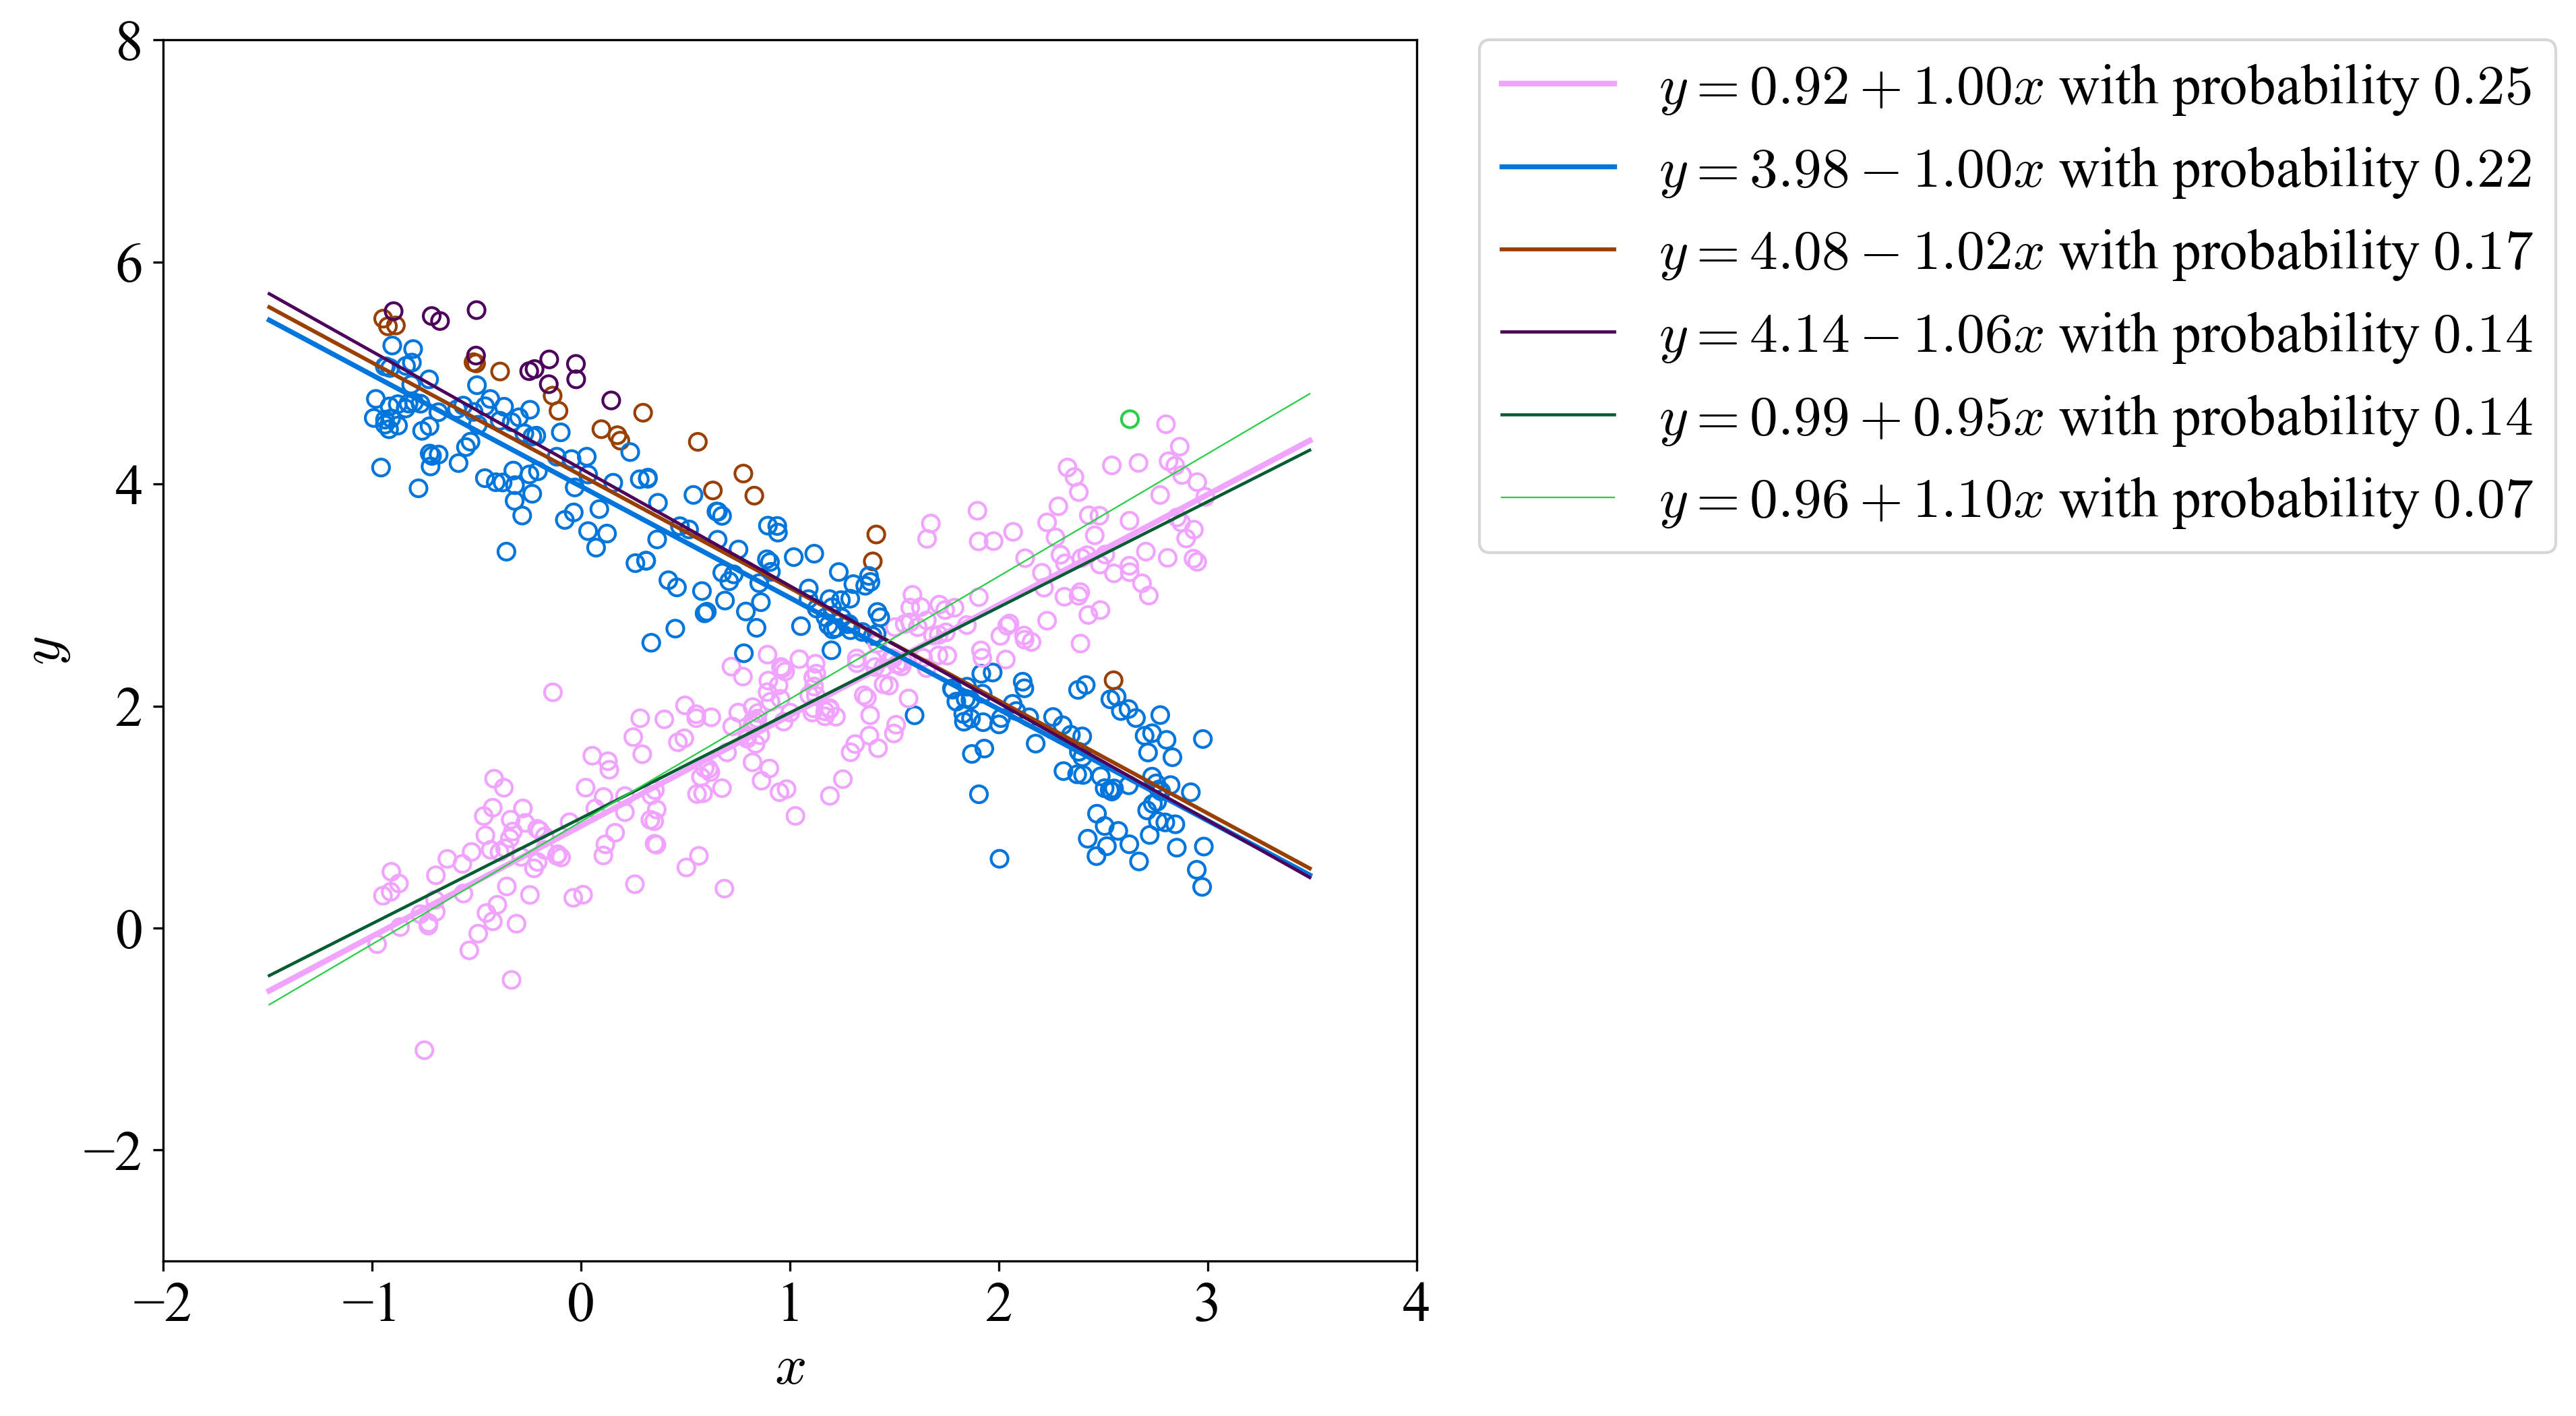 8
6
4
2
0
−2
−2 −1 0 1 2 3 4
x
y
y = 0.92 + 1.00x with probability 0.25
y = 3.98 − 1.00x with probability 0.22
y = 4.08 − 1.02x with probability 0.17
y = 4.14 − 1.06x with probability 0.14
y = 0.99 + 0.95x with probability 0.14
y = 0.96 + 1.10x with probability 0.07